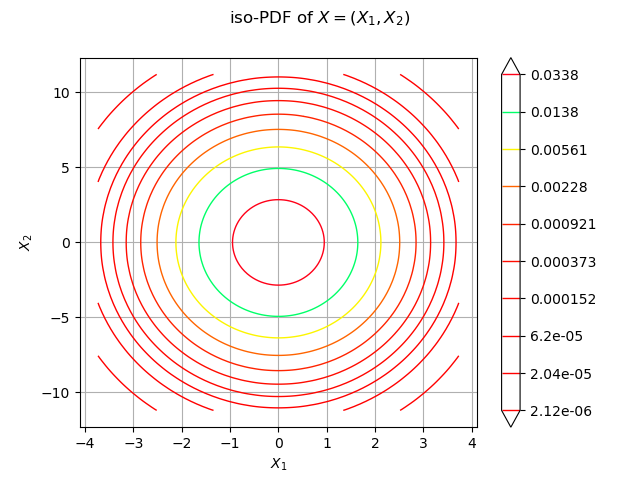 iso-PDF of X = (X₁, X₂)
X₂
10
5
0
−5
−10
−4 −3 −2 −1 0 1 2 3 4
X₁
0.0338
0.0138
0.00561
0.00228
0.000921
0.000373
0.000152
6.2e-05
2.04e-05
2.12e-06